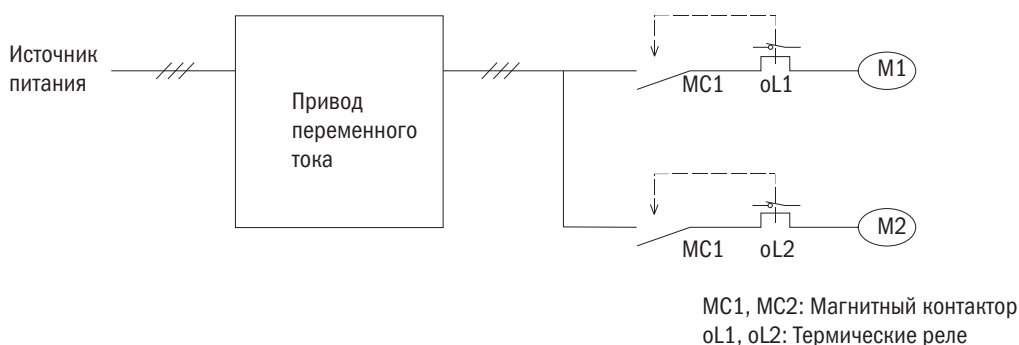 Источник
питания
Привод
переменного
тока
MC1
oL1
M1
MC1
oL2
M2
MC1, MC2: Магнитный контактор
oL1, oL2: Термические реле